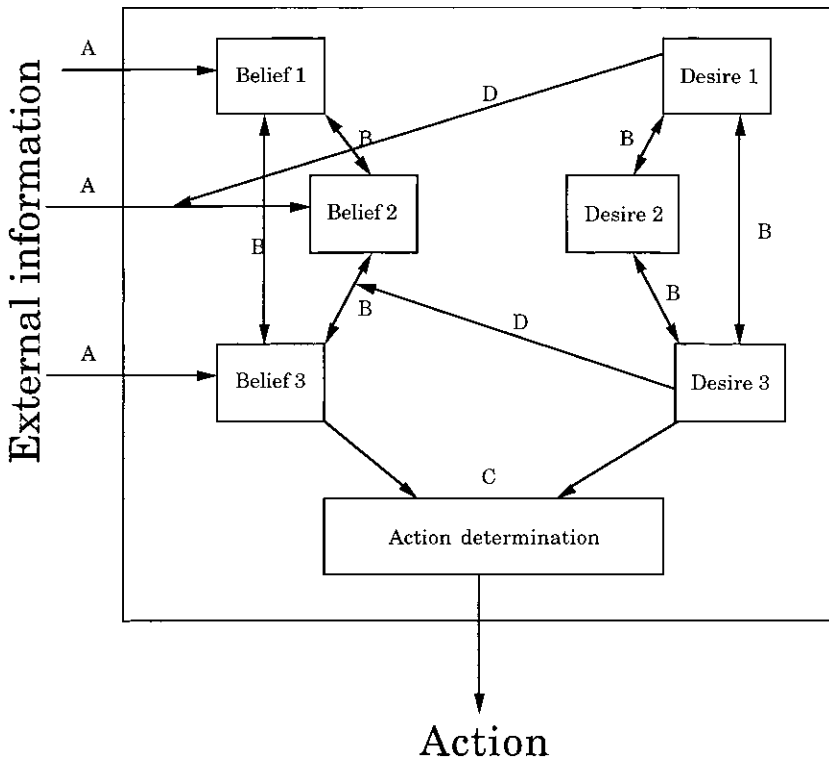 A
Belief 1
Desire 1
D
B
B
External information
A
Belief 2
Desire 2
B
B
B
B
D
A
Belief 3
Desire 3
C
Action determination
Action